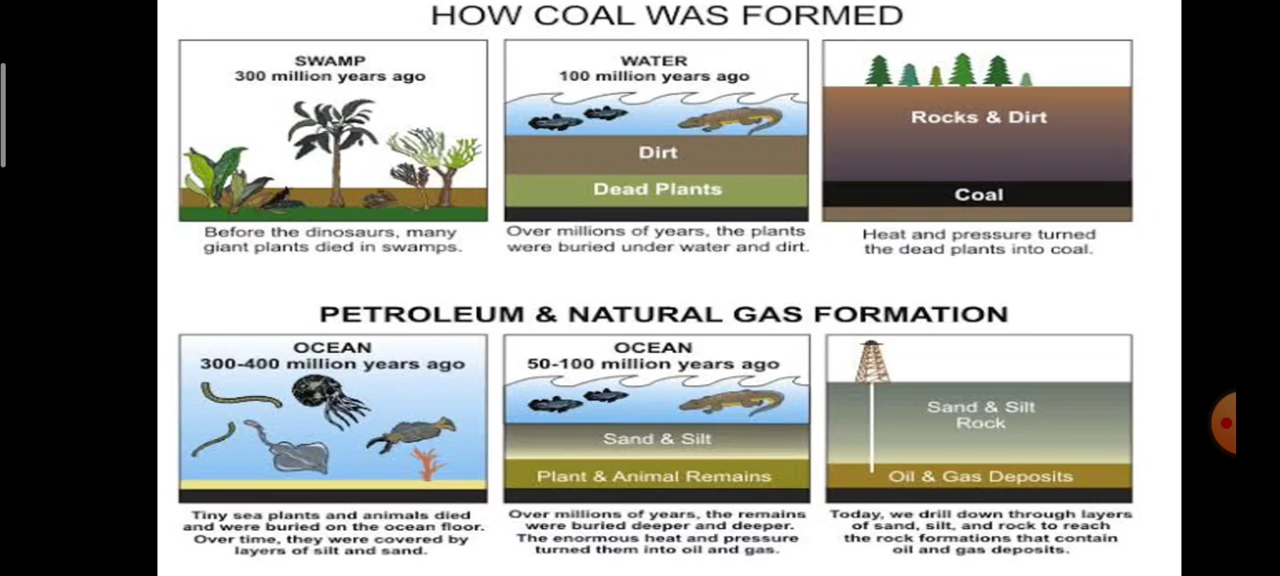 HOW COAL WAS FORMED
SWAMP
300 million years ago
Before the dinosaurs, many
giant plants died in swamps.
WATER
100 million years ago
Dirt
Dead Plants
Over millions of years, the plants
were buried under water and dirt.
Rocks & Dirt
Coal
Heat and pressure turned
the dead plants into coal.
PETROLEUM & NATURAL GAS FORMATION
OCEAN
300-400 million years ago
Tiny sea plants and animals died
and were buried on the ocean floor.
Over time, they were covered by
layers of silt and sand.
OCEAN
50-100 million years ago
Sand & Silt
Plant & Animal Remains
Over millions of years, the remains
were buried deeper and deeper.
The enormous heat and pressure
turned them into oil and gas.
Sand & Silt
Rock
Oil & Gas Deposits
Today, we drill down through layers
of sand, silt, and rock to reach
the rock formations that contain
oil and gas deposits.